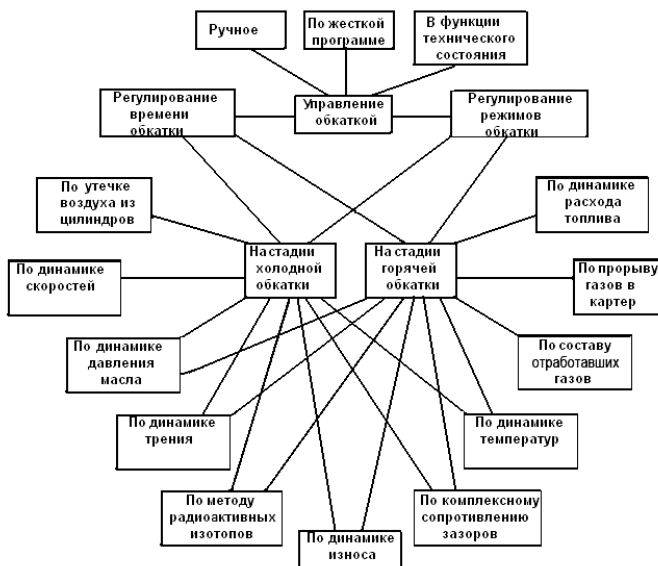 Ручное
По жесткой
программе
В функции
технического
состояния
Регулирование
времени
обкатки
Управление
обкаткой
Регулирование
режимов
обкатки
По утечке
воздуха из
цилиндров
По динамике
расхода
топлива
На стадии
холодной
обкатки
На стадии
горячей
обкатки
По динамике
скоростей
По прорыву
газов в
картер
По динамике
давления
масла
По составу
отработавших
газов
По динамике
трения
По динамике
температур
По методу
радиоактивных
изотопов
По динамике
износа
По комплексному
сопротивлению
зазоров